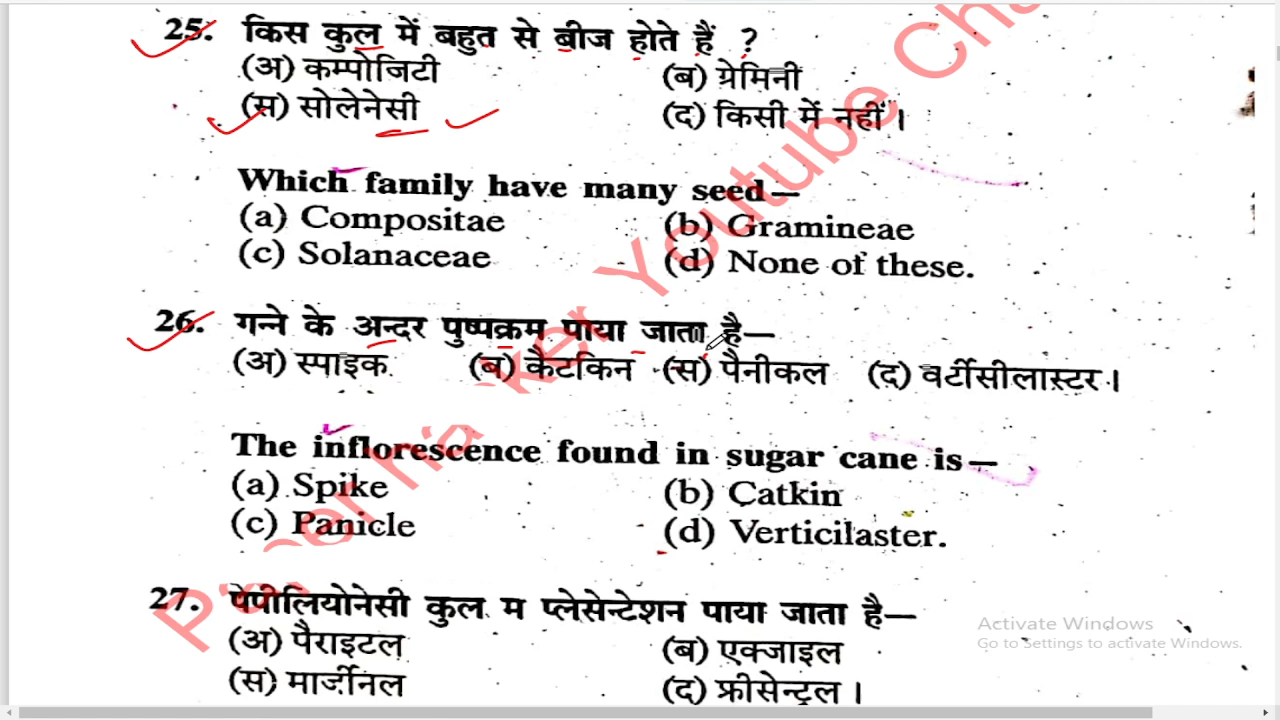 25. किस कुल में बहुत से बीज होते हैं ?
(अ) कम्पोजिटी (ब) ग्रेमिनी
(स) सोलेनेसी (द) किसी में नहीं।
Which family have many seed—
(a) Compositae (b) Gramineae
(c) Solanaceae (d) None of these.
26. गन्ने के अन्दर पुष्पक्रम पाया जाता है—
(अ) स्पाइक (ब) कैटकिन (स) पैनीकल (द) वर्टीसीलास्टर।
The inflorescence found in sugar cane is—
(a) Spike (b) Catkin
(c) Panicle (d) Verticilaster.
27. पेपीलियोनेसी कुल म प्लेसेन्टेशन पाया जाता है—
(अ) पैराइटल (ब) एक्जाइल
(स) मार्जीनल (द) फ्रीसेन्ट्रल।
Activate Windows
Go to Settings to activate Windows.
Youtube